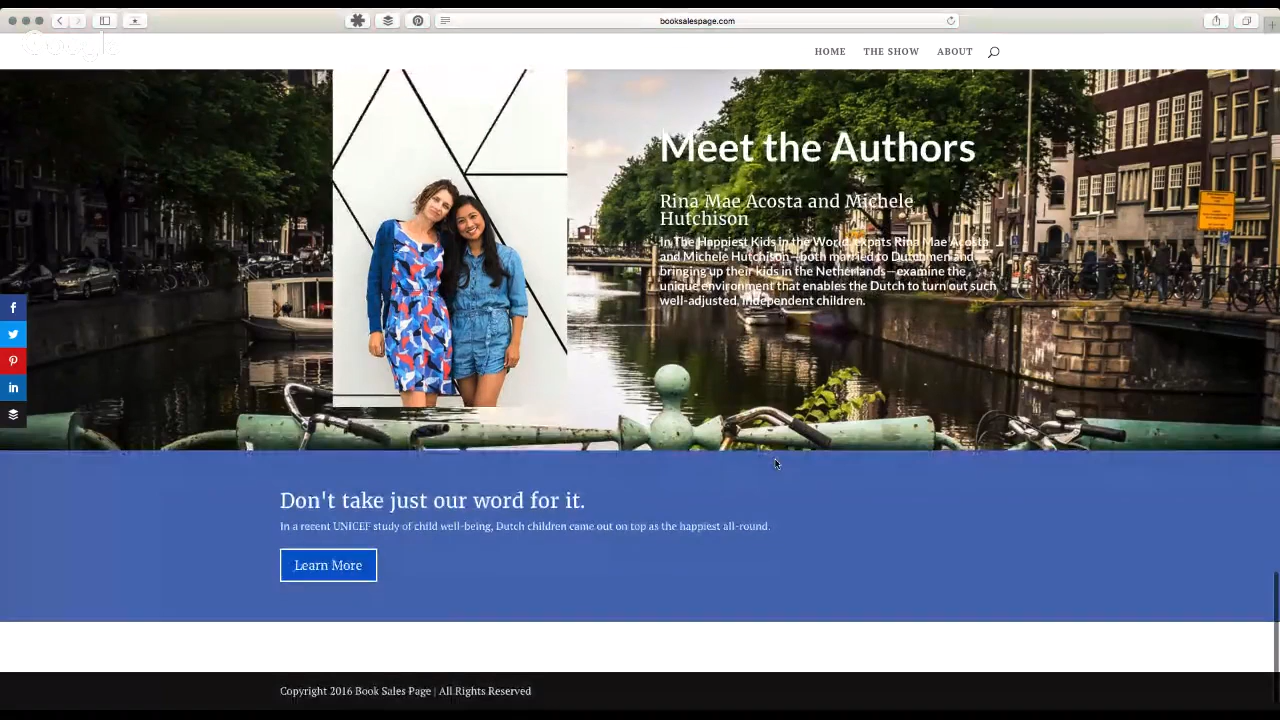 booksalespage.com
Google
HOME THE SHOW ABOUT
Meet the Authors
Rina Mae Acosta and Michele
Hutchison
In The Happiest Kids in the World, expats Rina Mae Acosta
and Michele Hutchison—both married to Dutchmen and
bringing up their kids in the Netherlands—examine the
unique environment that enables the Dutch to turn out such
well-adjusted, independent children.
Don't take just our word for it.
In a recent UNICEF study of child well-being, Dutch children came out on top as the happiest all-round.
Learn More
Copyright 2016 Book Sales Page | All Rights Reserved